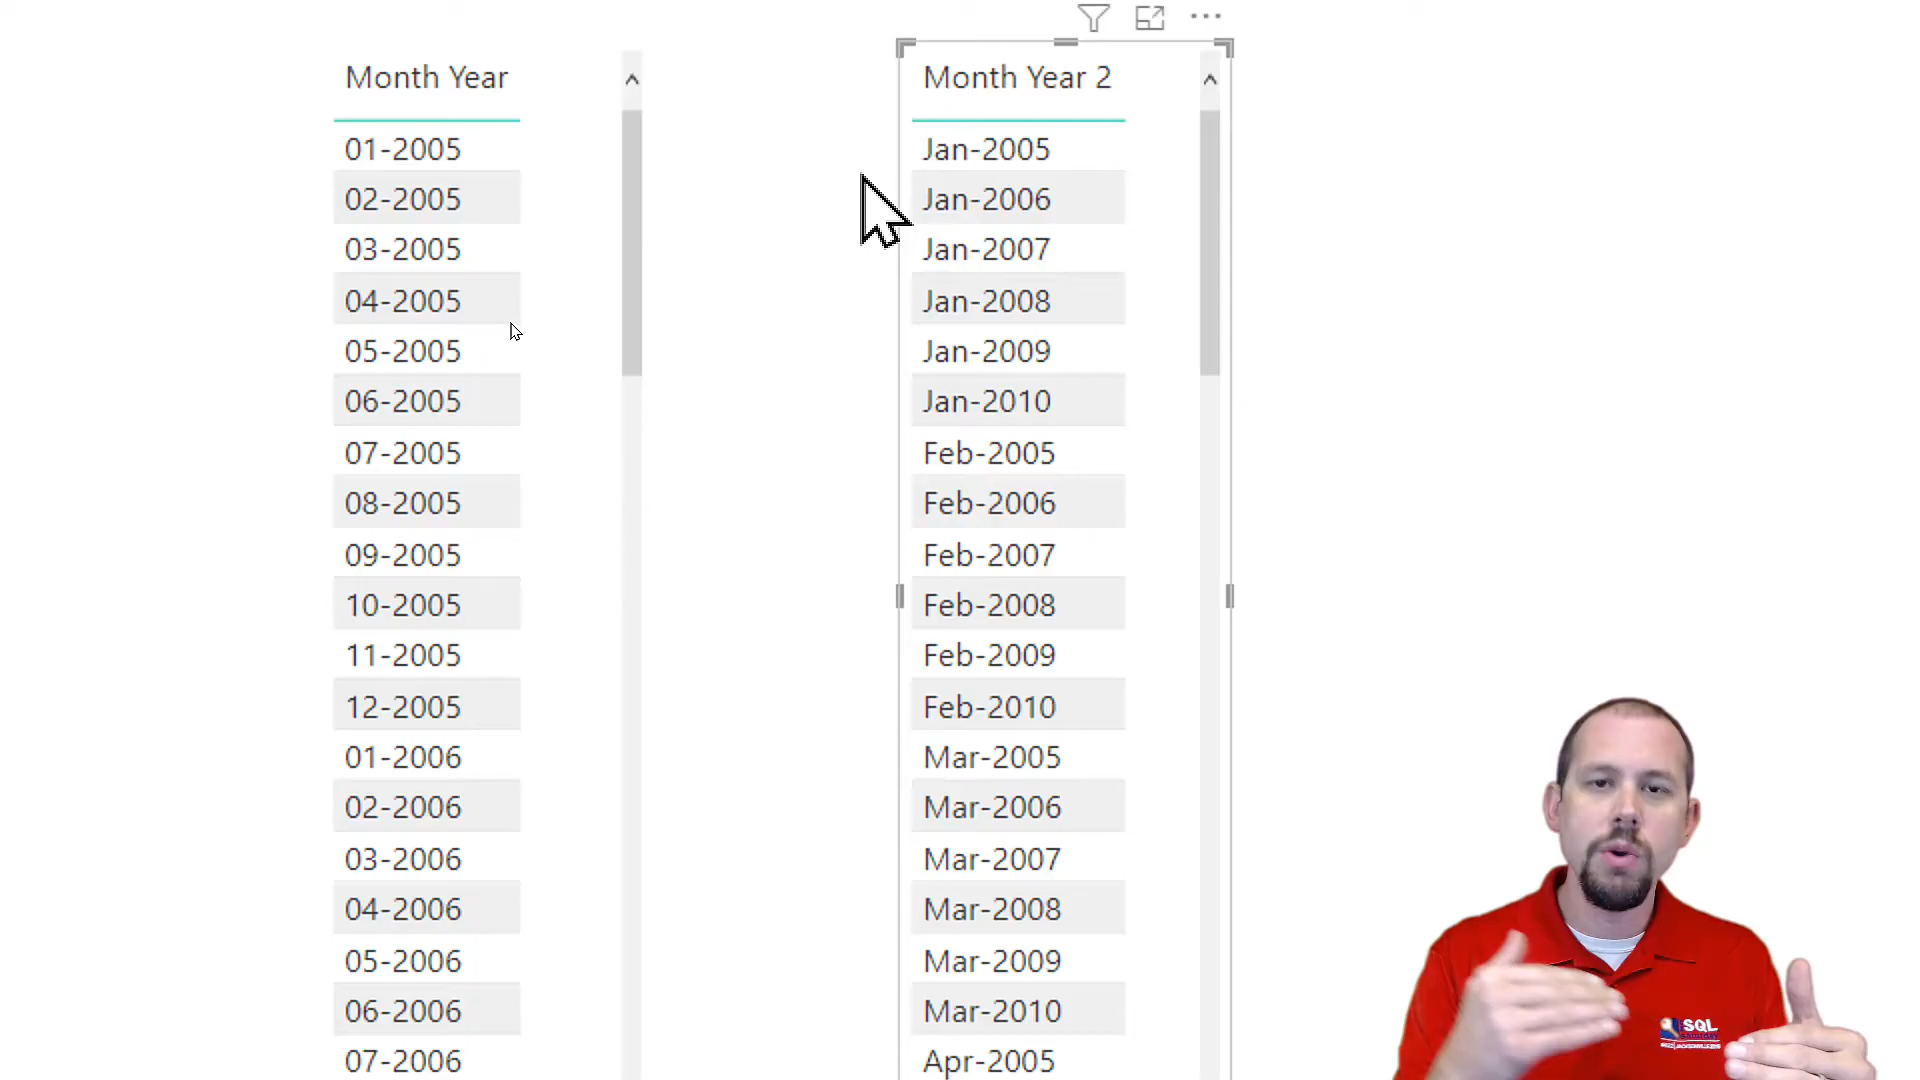 Month Year
01-2005
02-2005
03-2005
04-2005
05-2005
06-2005
07-2005
08-2005
09-2005
10-2005
11-2005
12-2005
01-2006
02-2006
03-2006
04-2006
05-2006
06-2006
07-2006
Month Year 2
Jan-2005
Jan-2006
Jan-2007
Jan-2008
Jan-2009
Jan-2010
Feb-2005
Feb-2006
Feb-2007
Feb-2008
Feb-2009
Feb-2010
Mar-2005
Mar-2006
Mar-2007
Mar-2008
Mar-2009
Mar-2010
Apr-2005
SQL